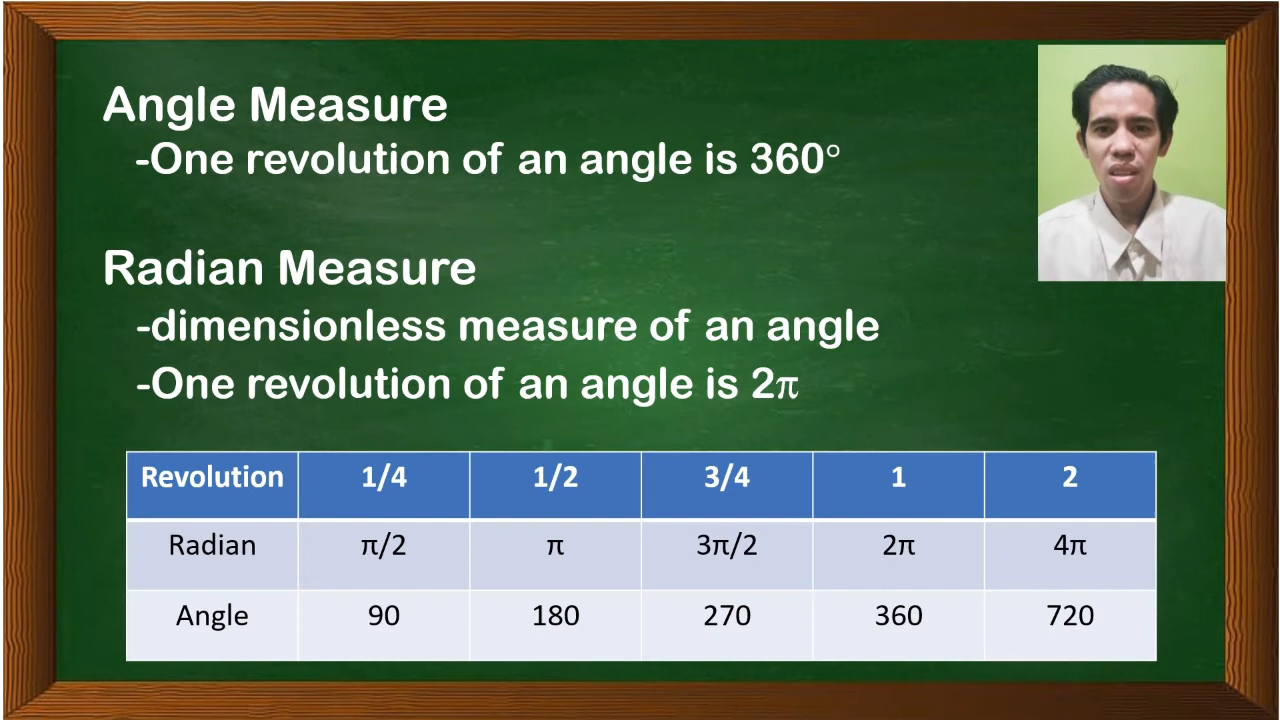 Angle Measure
-One revolution of an angle is 360°
Radian Measure
-dimensionless measure of an angle
-One revolution of an angle is 2π
Revolution 1/4 1/2 3/4 1 2
Radian π/2 π 3π/2 2π 4π
Angle 90 180 270 360 720